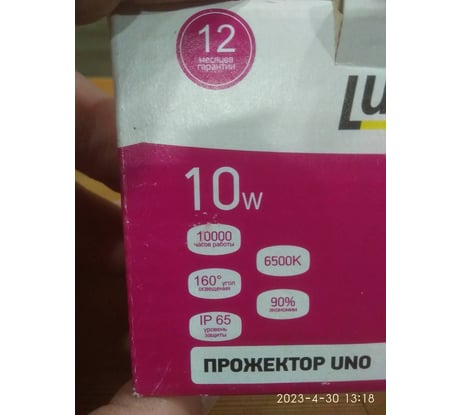 12
месяцев
гарантии
10w
10000
часов работы
6500K
160° угол
освещения
90%
экономии
IP 65
уровень
защиты
ПРОЖЕКТОР UNO
2023-4-30 13:18